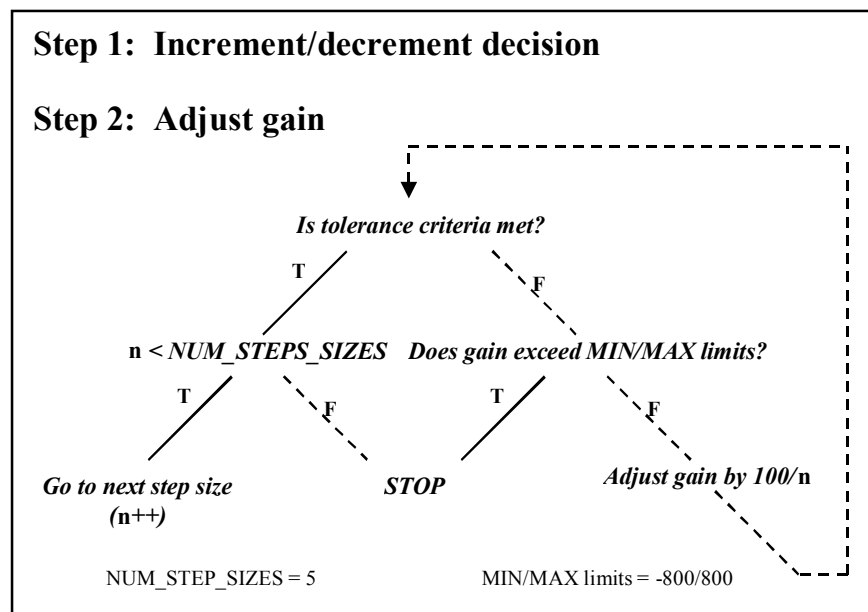 Step 1: Increment/decrement decision
Step 2: Adjust gain
Is tolerance criteria met?
T
F
n < NUM_STEPS_SIZES
Does gain exceed MIN/MAX limits?
T
F
T
F
Go to next step size
(n++)
STOP
Adjust gain by 100/n
NUM_STEP_SIZES = 5
MIN/MAX limits = -800/800